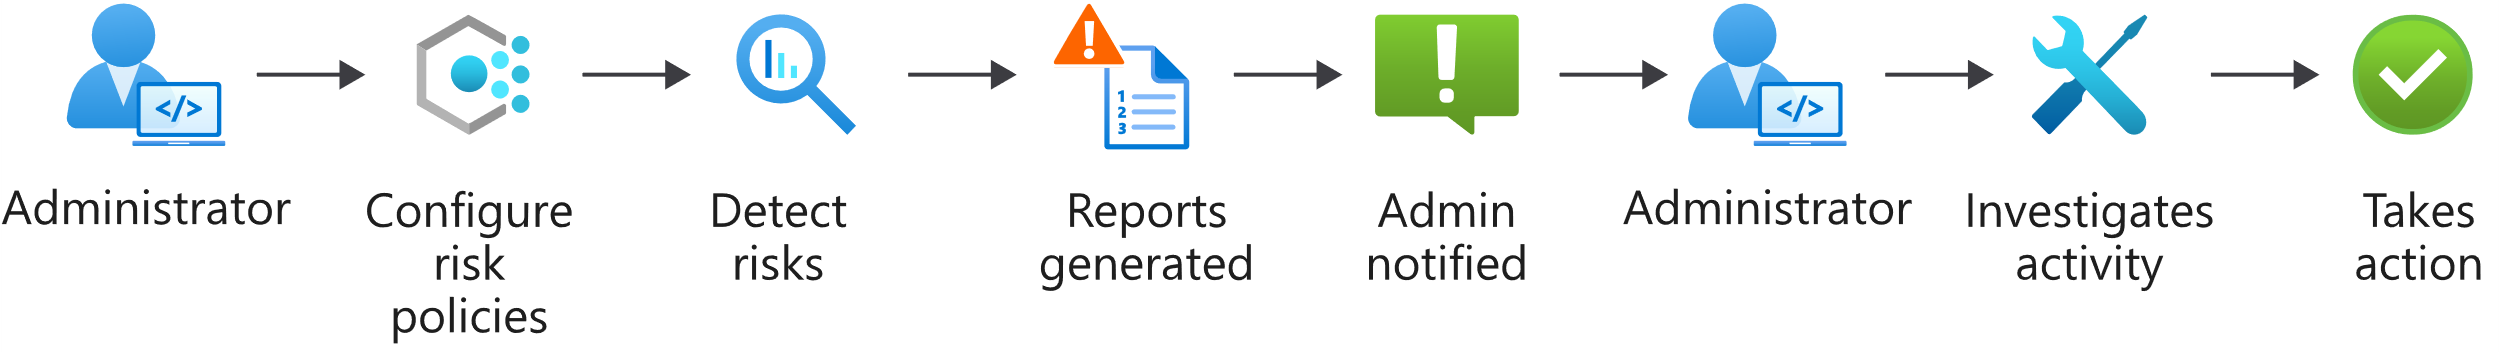 Administrator
Configure
risk
policies
Detect
risks
Reports
generated
Admin
notified
Administrator
Investigates
activity
Takes
action